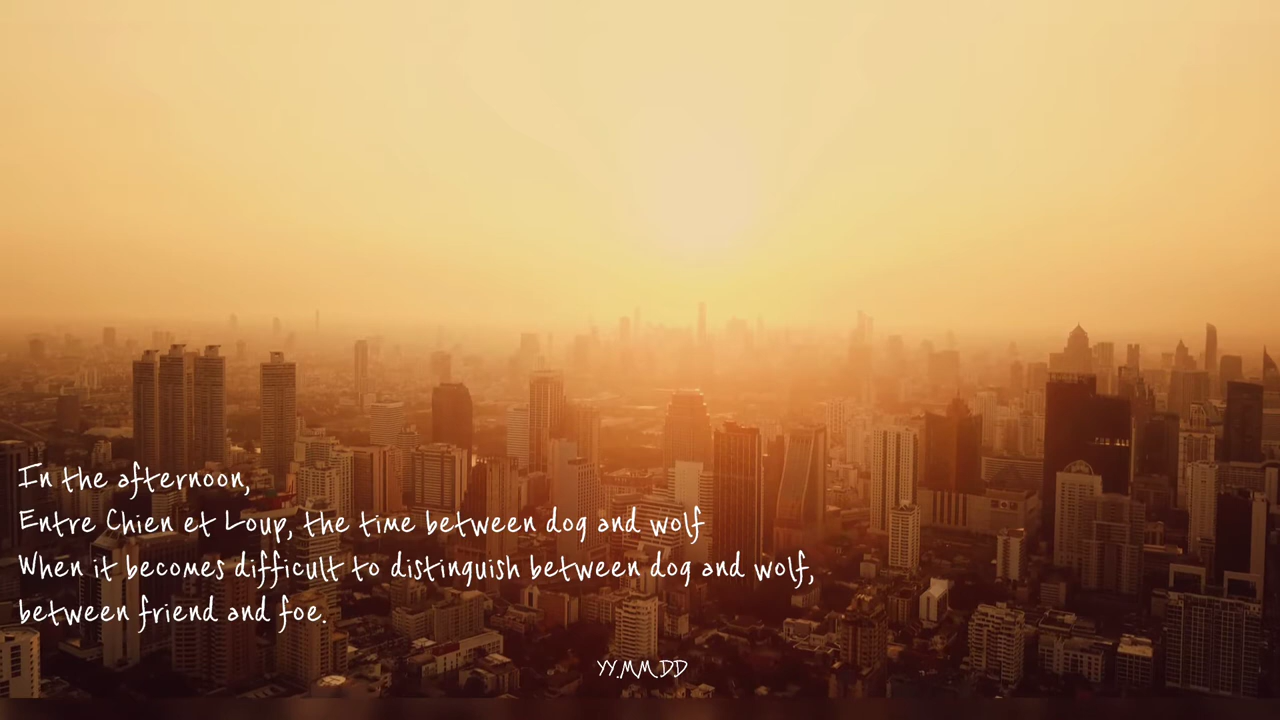 In the afternoon,
Entre Chien et Loup, the time between dog and wolf
When it becomes difficult to distinguish between dog and wolf,
between friend and foe.
YY.MM.DD